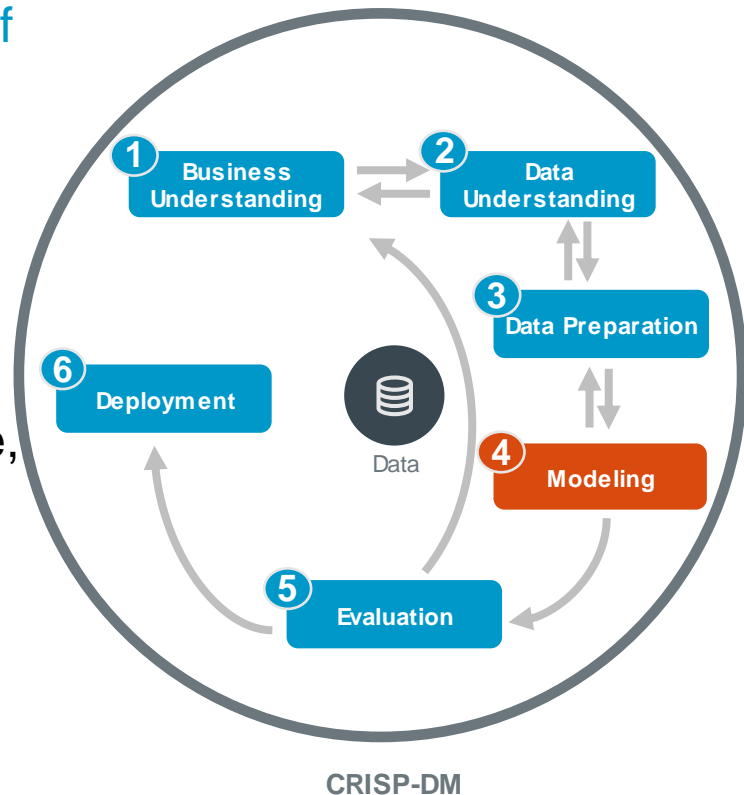 f
1
Business
Understanding
2
Data
Understanding
3
Data Preparation
6
Deployment
Data
e,
4
Modeling
5
Evaluation
CRISP-DM